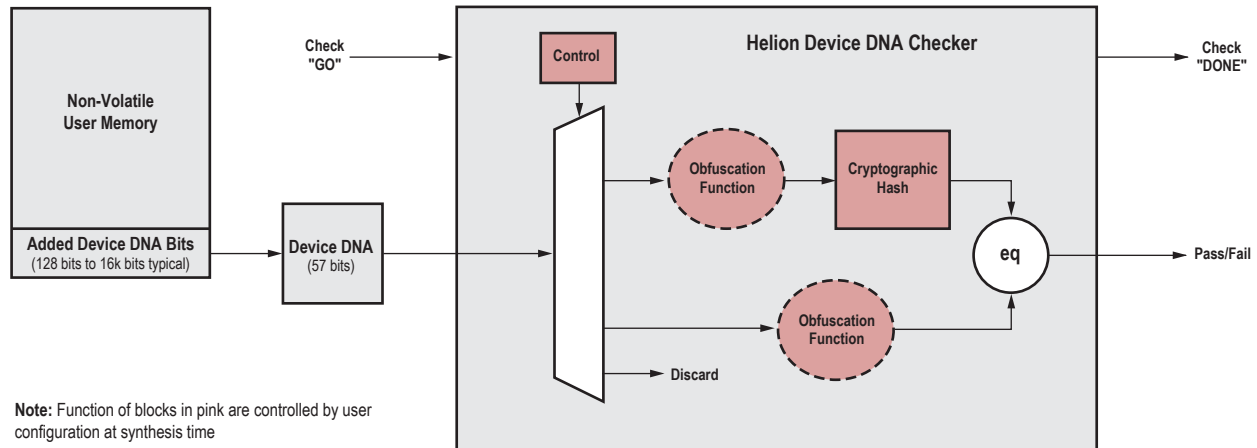 Non-Volatile
User Memory
Added Device DNA Bits
(128 bits to 16k bits typical)
Device DNA
(57 bits)
Check
"GO"
Helion Device DNA Checker
Control
Obfuscation
Function
Cryptographic
Hash
eq
Obfuscation
Function
Discard
Check
"DONE"
Pass/Fail
Note: Function of blocks in pink are controlled by user
configuration at synthesis time